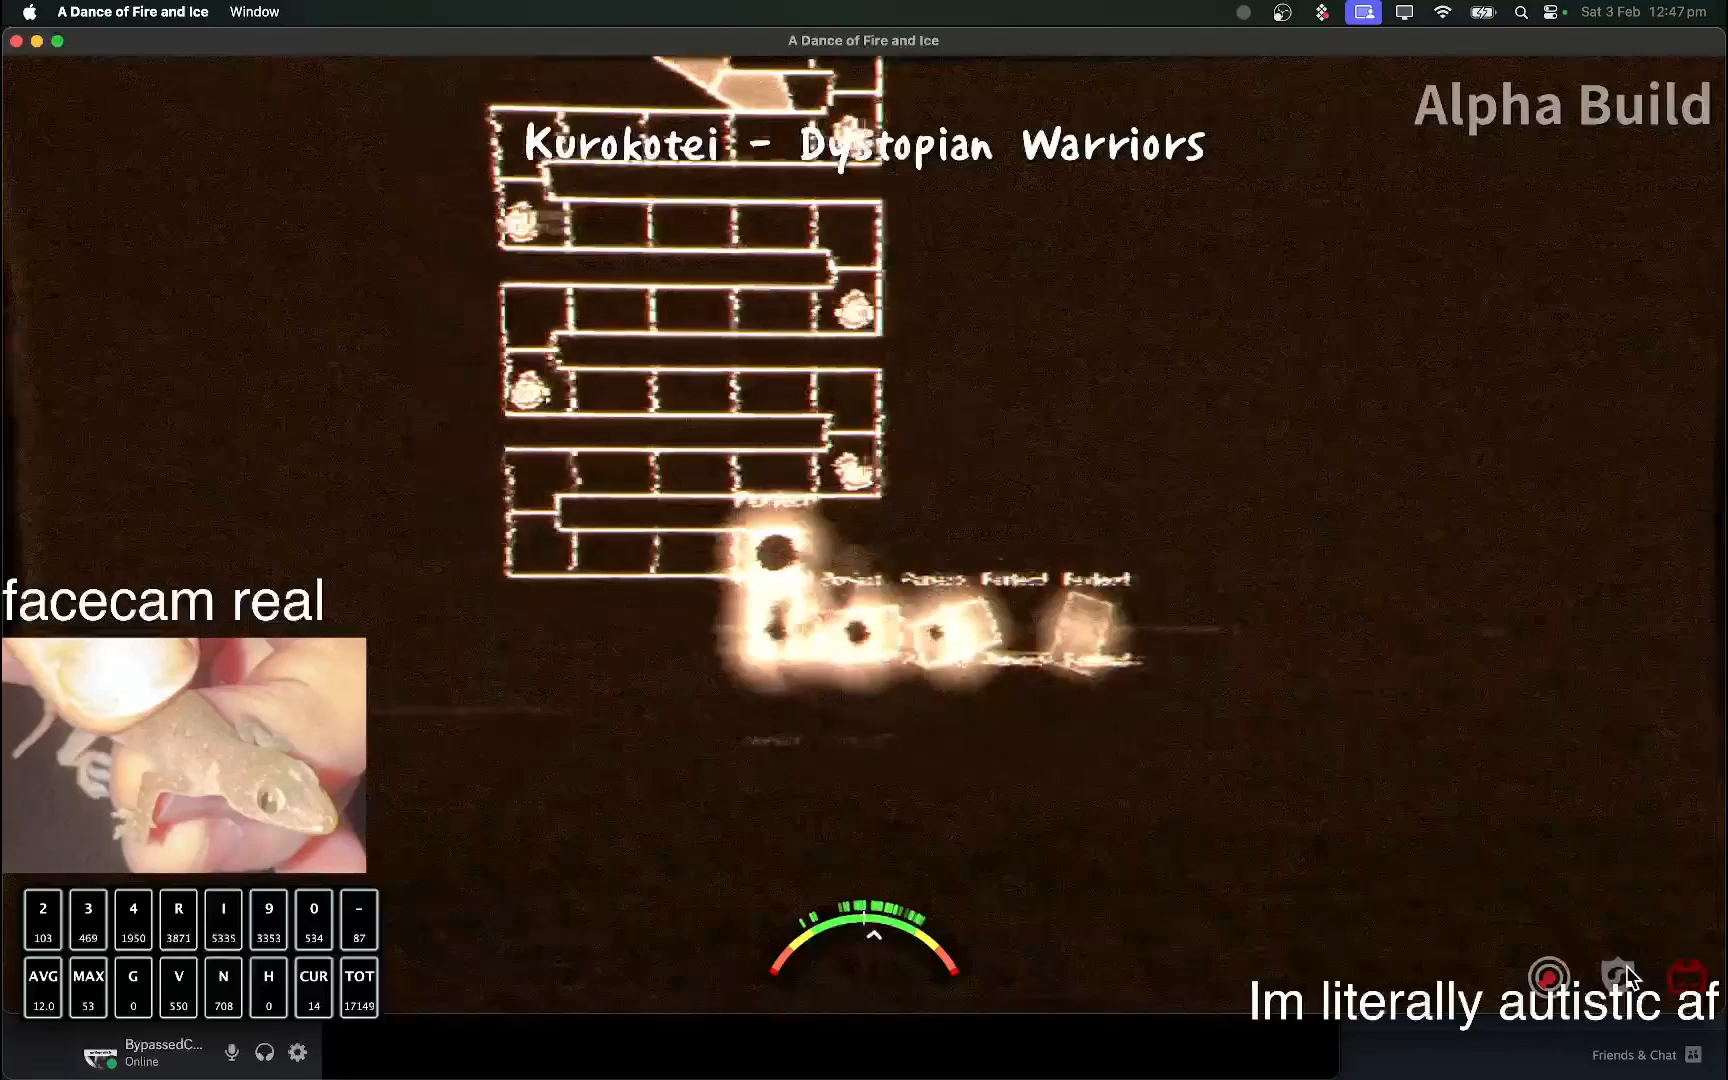 A Dance of Fire and Ice Window Sat 3 Feb 12:47 pm
A Dance of Fire and Ice
Alpha Build
Kurokotei - Dystopian Warriors
Perfect
Perfect Perfect
facecam real
2 3 4 R I 9 0 -
103 469 1950 3871 5335 3353 534 87
AVG MAX G V N H CUR TOT
12.0 53 0 550 708 0 14 17149
Im literally autistic af
BypassedC...
Online
Friends & Chat